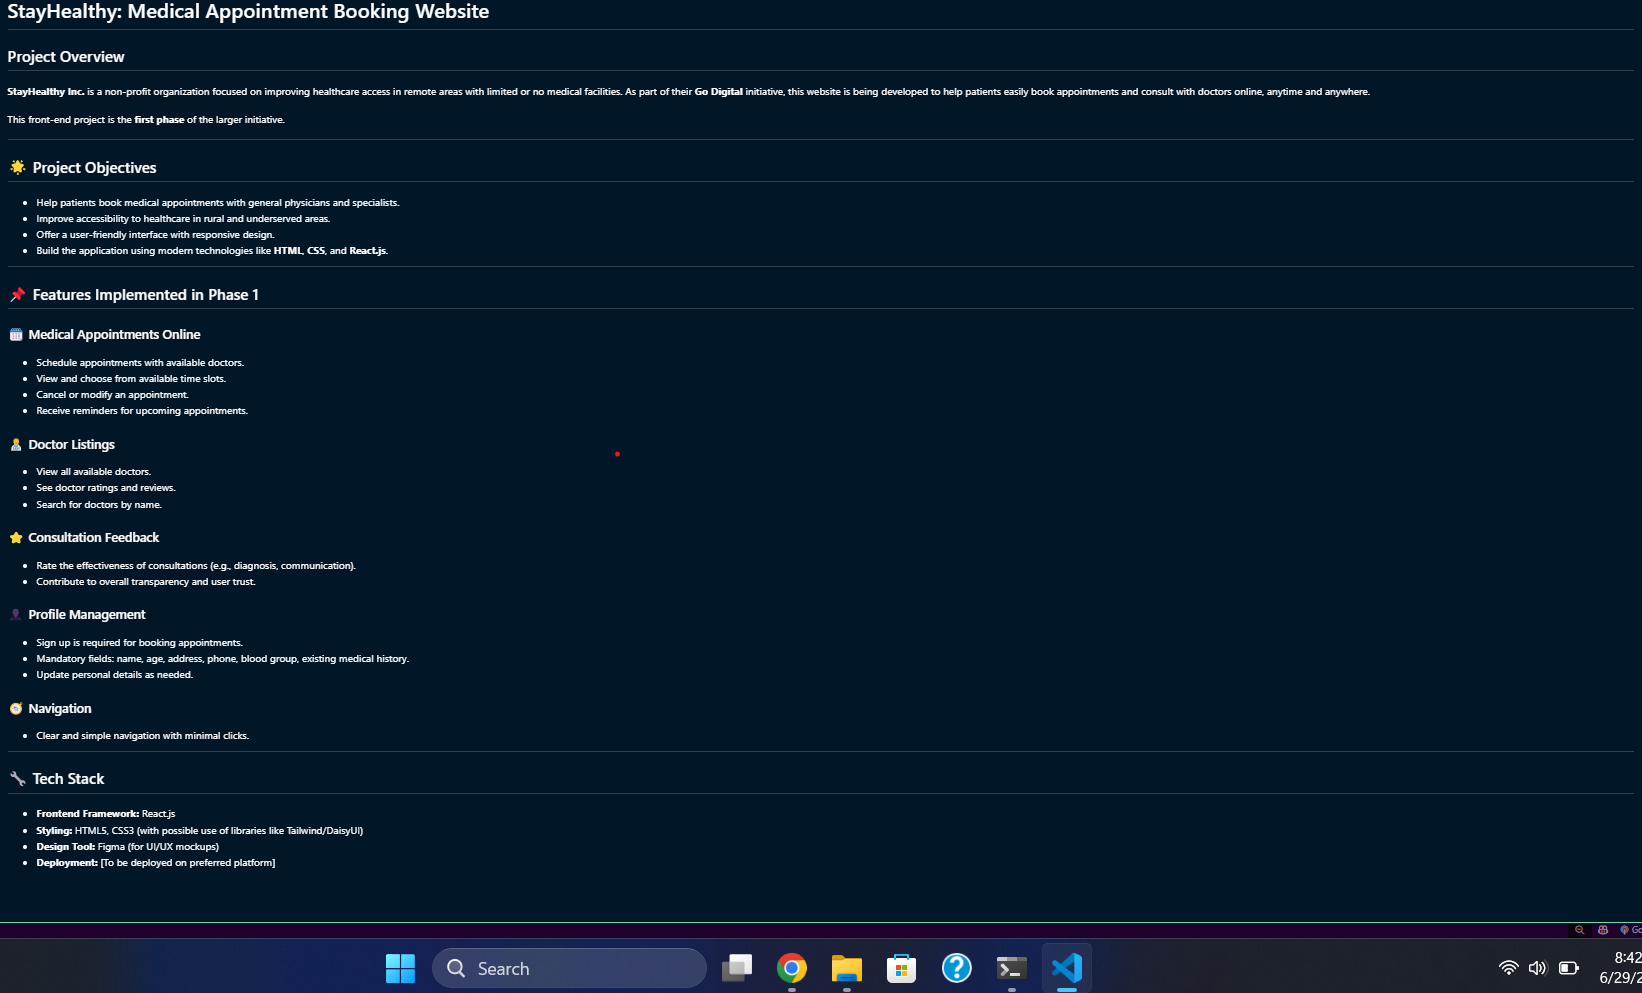 StayHealthy: Medical Appointment Booking Website
Project Overview
StayHealthy Inc. is a non-profit organization focused on improving healthcare access in remote areas with limited or no medical facilities. As part of their Go Digital initiative, this website is being developed to help patients easily book appointments and consult with doctors online, anytime and anywhere.
This front-end project is the first phase of the larger initiative.
Project Objectives
Help patients book medical appointments with general physicians and specialists.
Improve accessibility to healthcare in rural and underserved areas.
Offer a user-friendly interface with responsive design.
Build the application using modern technologies like HTML, CSS, and React.js.
Features Implemented in Phase 1
Medical Appointments Online
Schedule appointments with available doctors.
View and choose from available time slots.
Cancel or modify an appointment.
Receive reminders for upcoming appointments.
Doctor Listings
View all available doctors.
See doctor ratings and reviews.
Search for doctors by name.
Consultation Feedback
Rate the effectiveness of consultations (e.g., diagnosis, communication).
Contribute to overall transparency and user trust.
Profile Management
Sign up is required for booking appointments.
Mandatory fields: name, age, address, phone, blood group, existing medical history.
Update personal details as needed.
Navigation
Clear and simple navigation with minimal clicks.
Tech Stack
Frontend Framework: React.js
Styling: HTML5, CSS3 (with possible use of libraries like Tailwind/DaisyUI)
Design Tool: Figma (for UI/UX mockups)
Deployment: [To be deployed on preferred platform]
Go
Search
8:42
6/29/2